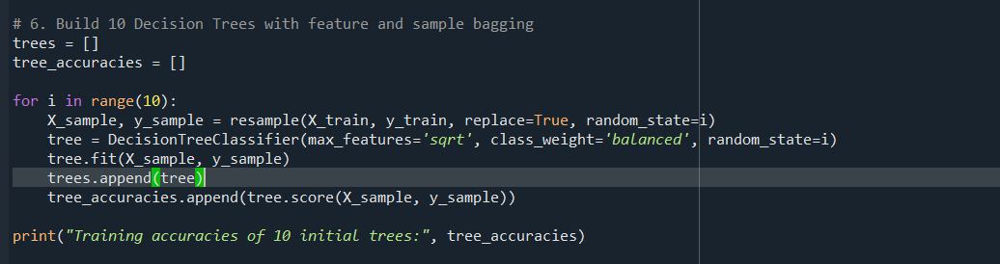 # 6. Build 10 Decision Trees with feature and sample bagging
trees = []
tree_accuracies = []
for i in range(10):
    X_sample, y_sample = resample(X_train, y_train, replace=True, random_state=i)
    tree = DecisionTreeClassifier(max_features='sqrt', class_weight='balanced', random_state=i)
    tree.fit(X_sample, y_sample)
    trees.append(tree)
    tree_accuracies.append(tree.score(X_sample, y_sample))
print("Training accuracies of 10 initial trees:", tree_accuracies)